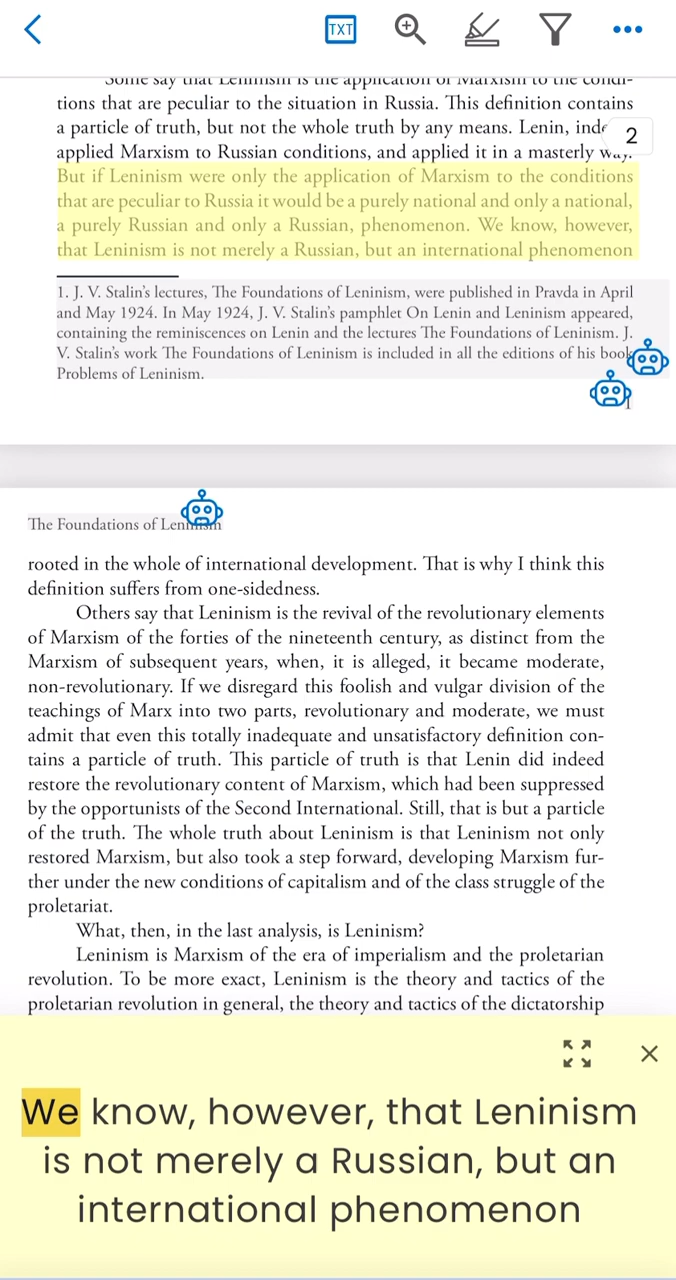 TXT
Some say that Leninism is the application of Marxism to the condi-
tions that are peculiar to the situation in Russia. This definition contains
a particle of truth, but not the whole truth by any means. Lenin, inde
2
applied Marxism to Russian conditions, and applied it in a masterly way.
But if Leninism were only the application of Marxism to the conditions
that are peculiar to Russia it would be a purely national and only a national,
a purely Russian and only a Russian, phenomenon. We know, however,
that Leninism is not merely a Russian, but an international phenomenon
1. J. V. Stalin’s lectures, The Foundations of Leninism, were published in Pravda in April
and May 1924. In May 1924, J. V. Stalin’s pamphlet On Lenin and Leninism appeared,
containing the reminiscences on Lenin and the lectures The Foundations of Leninism. J.
V. Stalin’s work The Foundations of Leninism is included in all the editions of his book
Problems of Leninism.
1
The Foundations of Leninism
rooted in the whole of international development. That is why I think this
definition suffers from one-sidedness.
Others say that Leninism is the revival of the revolutionary elements
of Marxism of the forties of the nineteenth century, as distinct from the
Marxism of subsequent years, when, it is alleged, it became moderate,
non-revolutionary. If we disregard this foolish and vulgar division of the
teachings of Marx into two parts, revolutionary and moderate, we must
admit that even this totally inadequate and unsatisfactory definition con-
tains a particle of truth. This particle of truth is that Lenin did indeed
restore the revolutionary content of Marxism, which had been suppressed
by the opportunists of the Second International. Still, that is but a particle
of the truth. The whole truth about Leninism is that Leninism not only
restored Marxism, but also took a step forward, developing Marxism fur-
ther under the new conditions of capitalism and of the class struggle of the
proletariat.
What, then, in the last analysis, is Leninism?
Leninism is Marxism of the era of imperialism and the proletarian
revolution. To be more exact, Leninism is the theory and tactics of the
proletarian revolution in general, the theory and tactics of the dictatorship
We know, however, that Leninism
is not merely a Russian, but an
international phenomenon